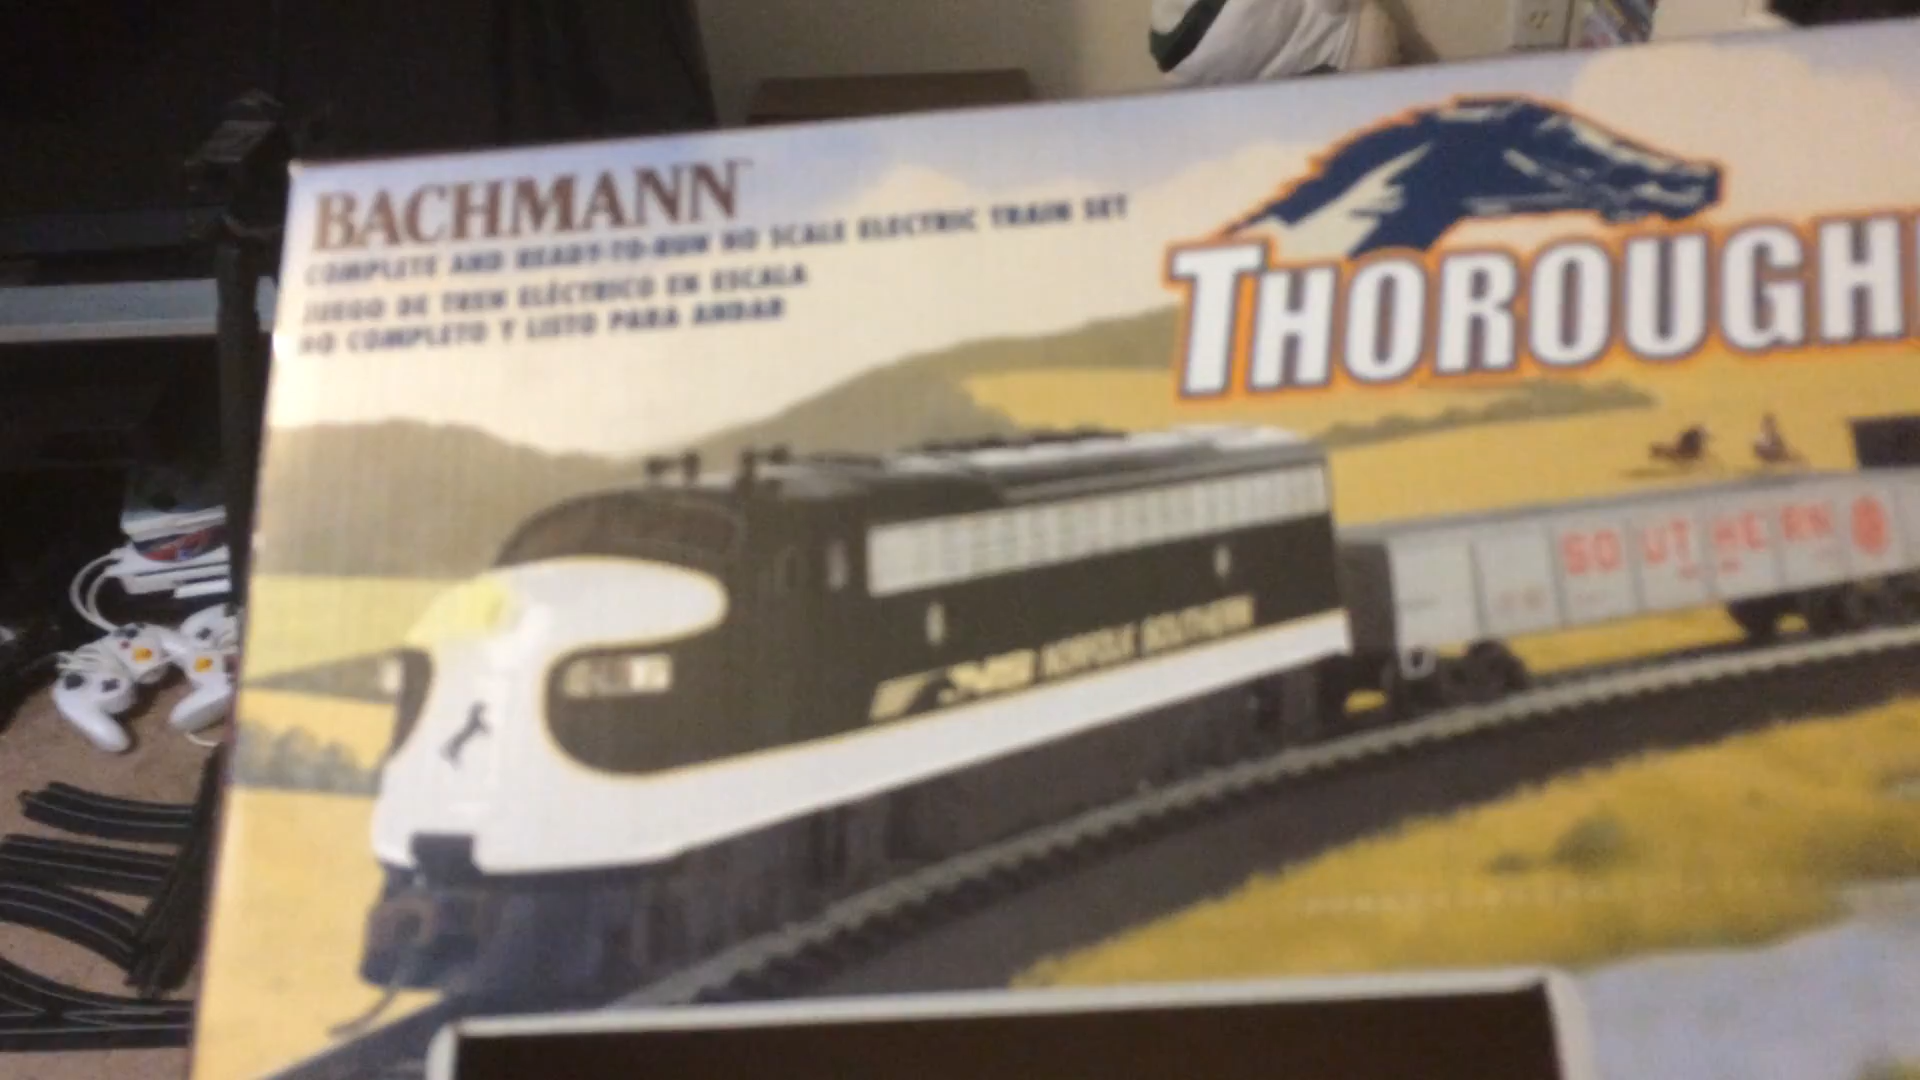 BACHMANN
COMPLETE AND READY-TO-RUN HO SCALE ELECTRIC TRAIN SET
JUEGO DE TREN ELÉCTRICO EN ESCALA
HO COMPLETO Y LISTO PARA ANDAR
THOROUGH
SOUTHERN
NS NORFOLK SOUTHERN